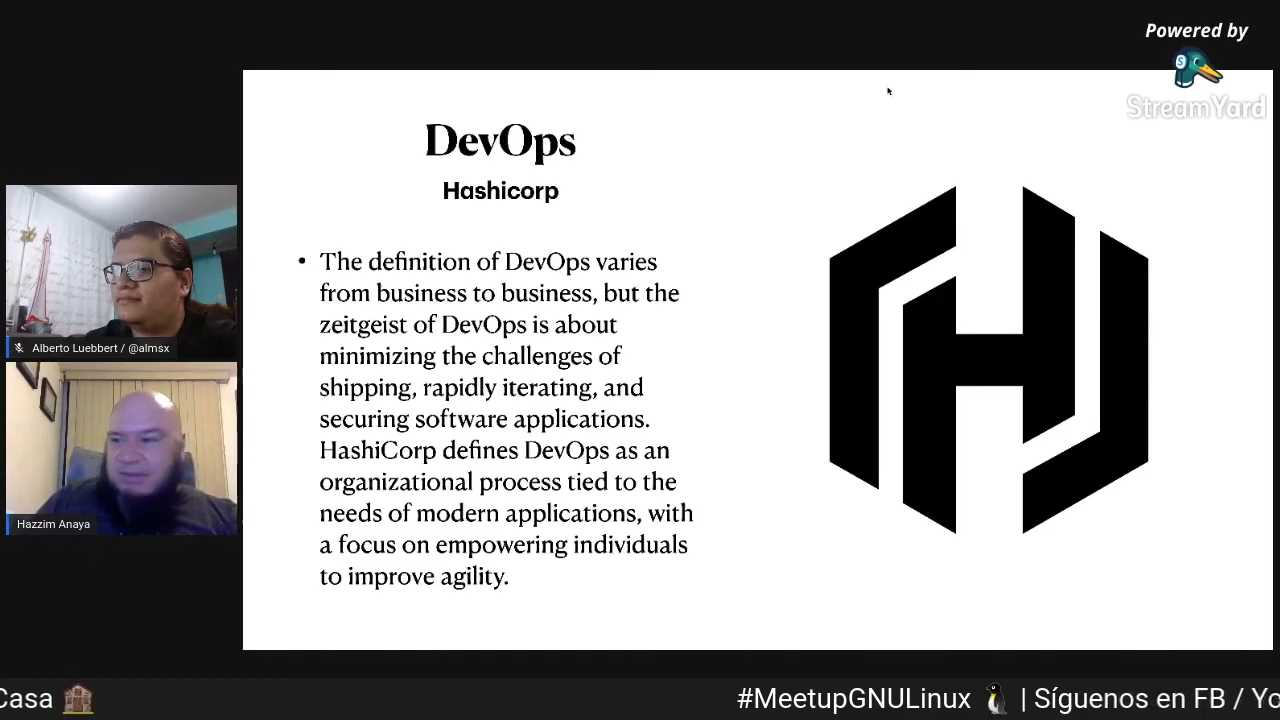 Powered by
StreamYard
DevOps
Hashicorp
• The definition of DevOps varies
from business to business, but the
zeitgeist of DevOps is about
minimizing the challenges of
shipping, rapidly iterating, and
securing software applications.
HashiCorp defines DevOps as an
organizational process tied to the
needs of modern applications, with
a focus on empowering individuals
to improve agility.
Alberto Luebbert / @almsx
Hazzim Anaya
Casa 🏚️ #MeetupGNULinux 🐧 | Síguenos en FB / Yo